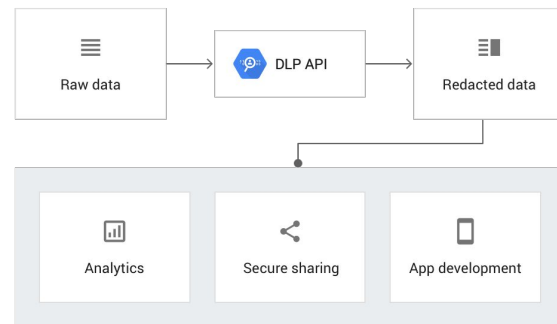 Raw data
DLP API
Redacted data
Analytics
Secure sharing
App development